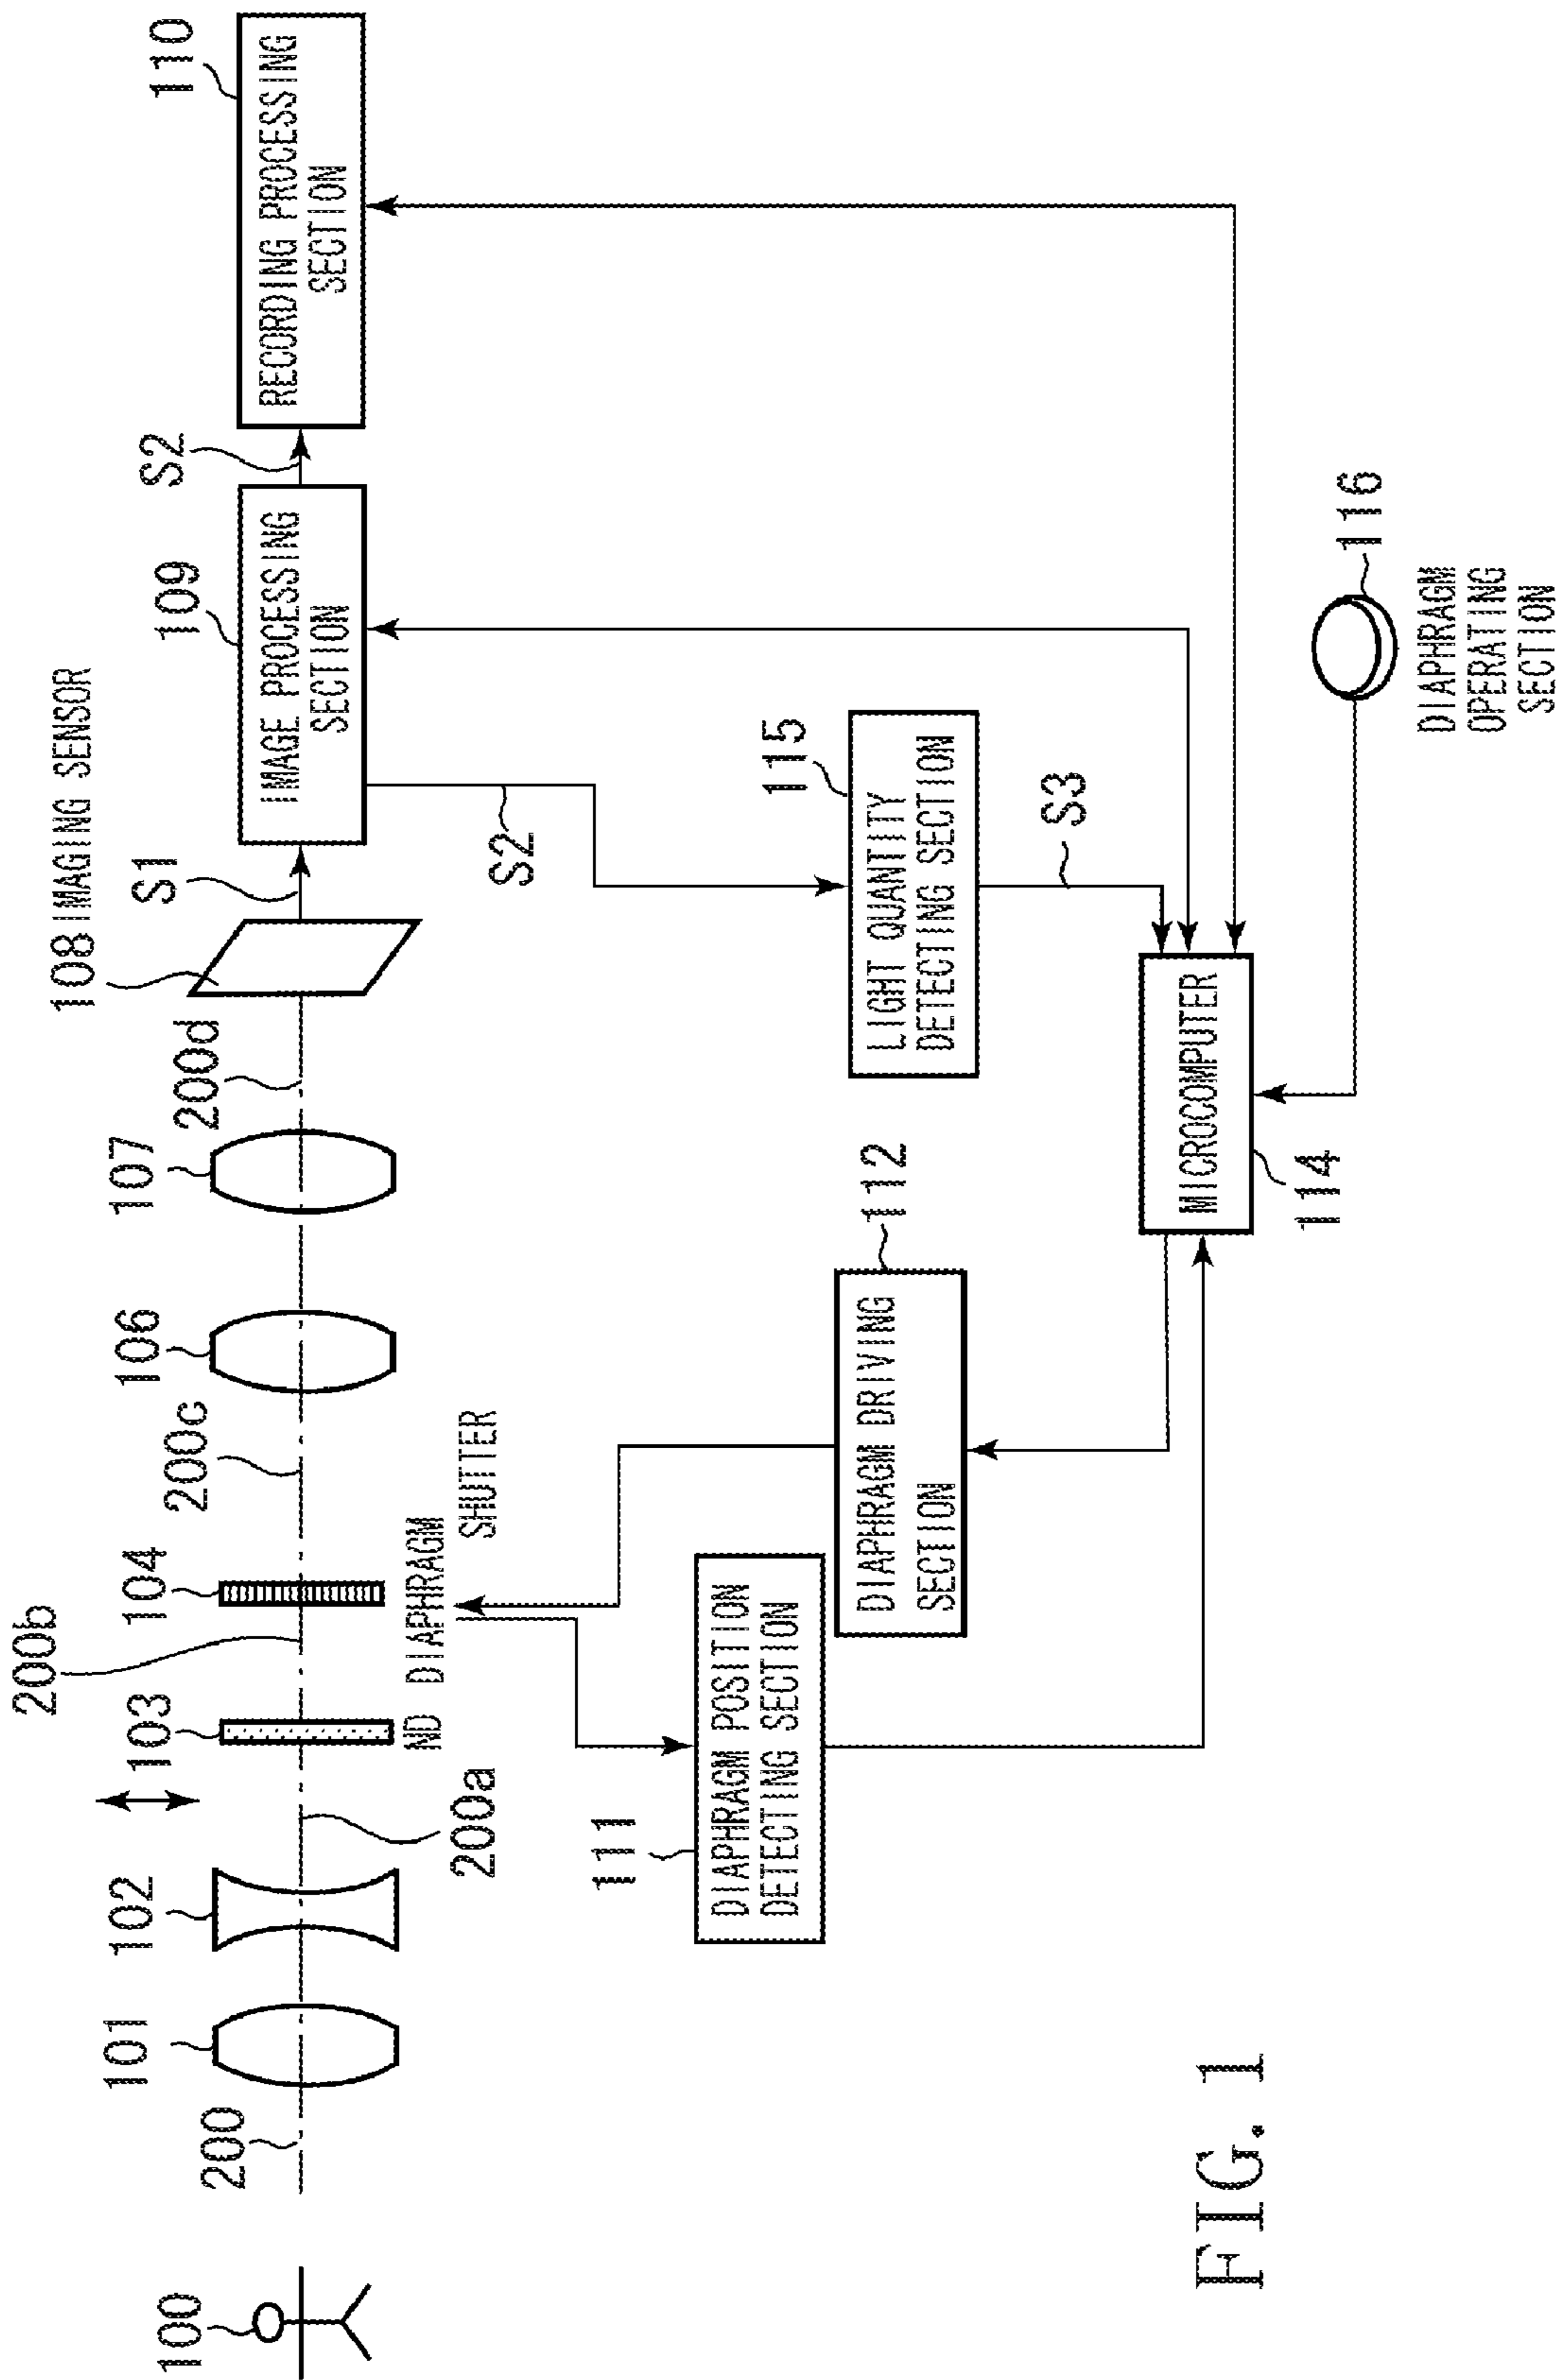 110
RECORDING PROCESSING
SECTION
S2
109
IMAGE PROCESSING
SECTION
S1
108 IMAGING SENSOR
S2
200d
107
106
200c
104
200b
103
102
101
200
100
200a
ND
DIAPHRAGM
SHUTTER
115
LIGHT QUANTITY
DETECTING SECTION
S3
112
DIAPHRAGM DRIVING
SECTION
111
DIAPHRAGM POSITION
DETECTING SECTION
MICROCOMPUTER
114
116
DIAPHRAGM
OPERATING
SECTION
FIG. 1